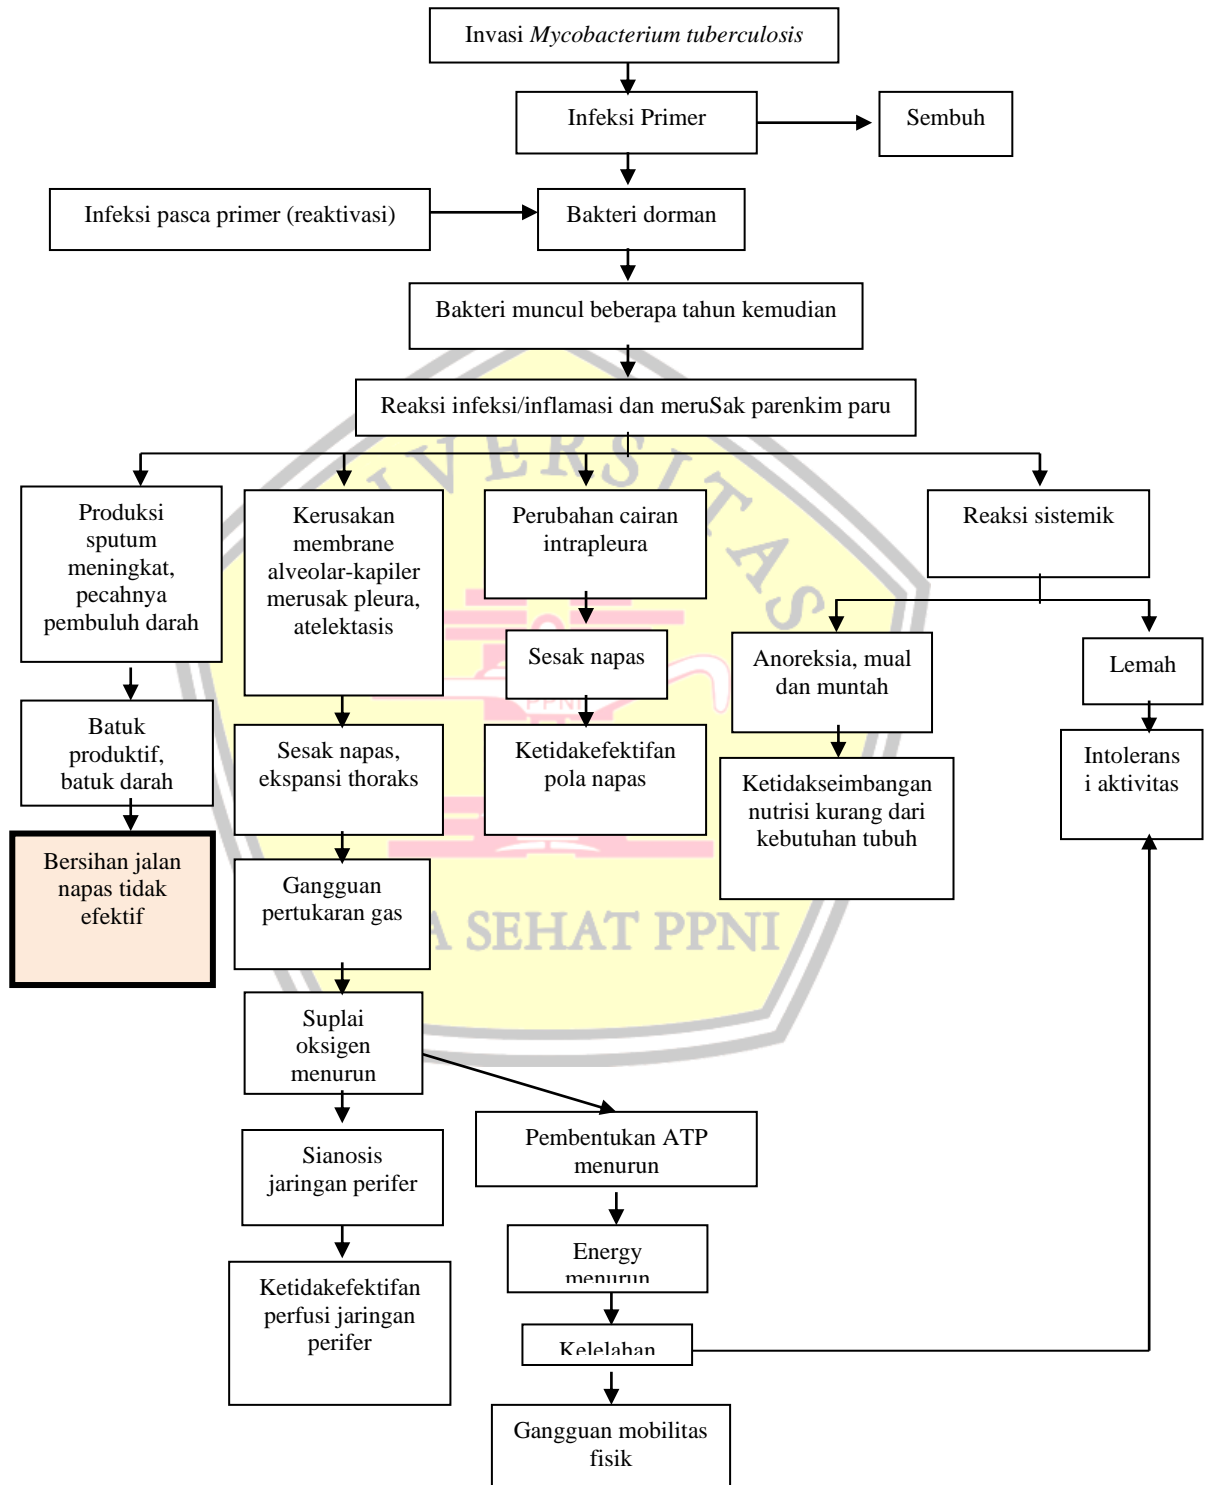 Invasi Mycobacterium tuberculosis
Infeksi Primer
Sembuh
Infeksi pasca primer (reaktivasi)
Bakteri dorman
Bakteri muncul beberapa tahun kemudian
Reaksi infeksi/inflamasi dan meruSak parenkim paru
Produksi
sputum
meningkat,
pecahnya
pembuluh darah
Kerusakan
membrane
alveolar-kapiler
merusak pleura,
atelektasis
Perubahan cairan
intrapleura
Reaksi sistemik
Sesak napas
Anoreksia, mual
dan muntah
Lemah
Batuk
produktif,
batuk darah
Sesak napas,
ekspansi thoraks
Ketidakefektifan
pola napas
Ketidakseimbangan
nutrisi kurang dari
kebutuhan tubuh
Intolerans
i aktivitas
Bersihan jalan
napas tidak
efektif
Gangguan
pertukaran gas
Suplai
oksigen
menurun
Pembentukan ATP
menurun
Sianosis
jaringan perifer
Energy
menurun
Ketidakefektifan
perfusi jaringan
perifer
Kelelahan
Gangguan mobilitas
fisik
VERSITAS
PPNI
A SEHAT PPNI